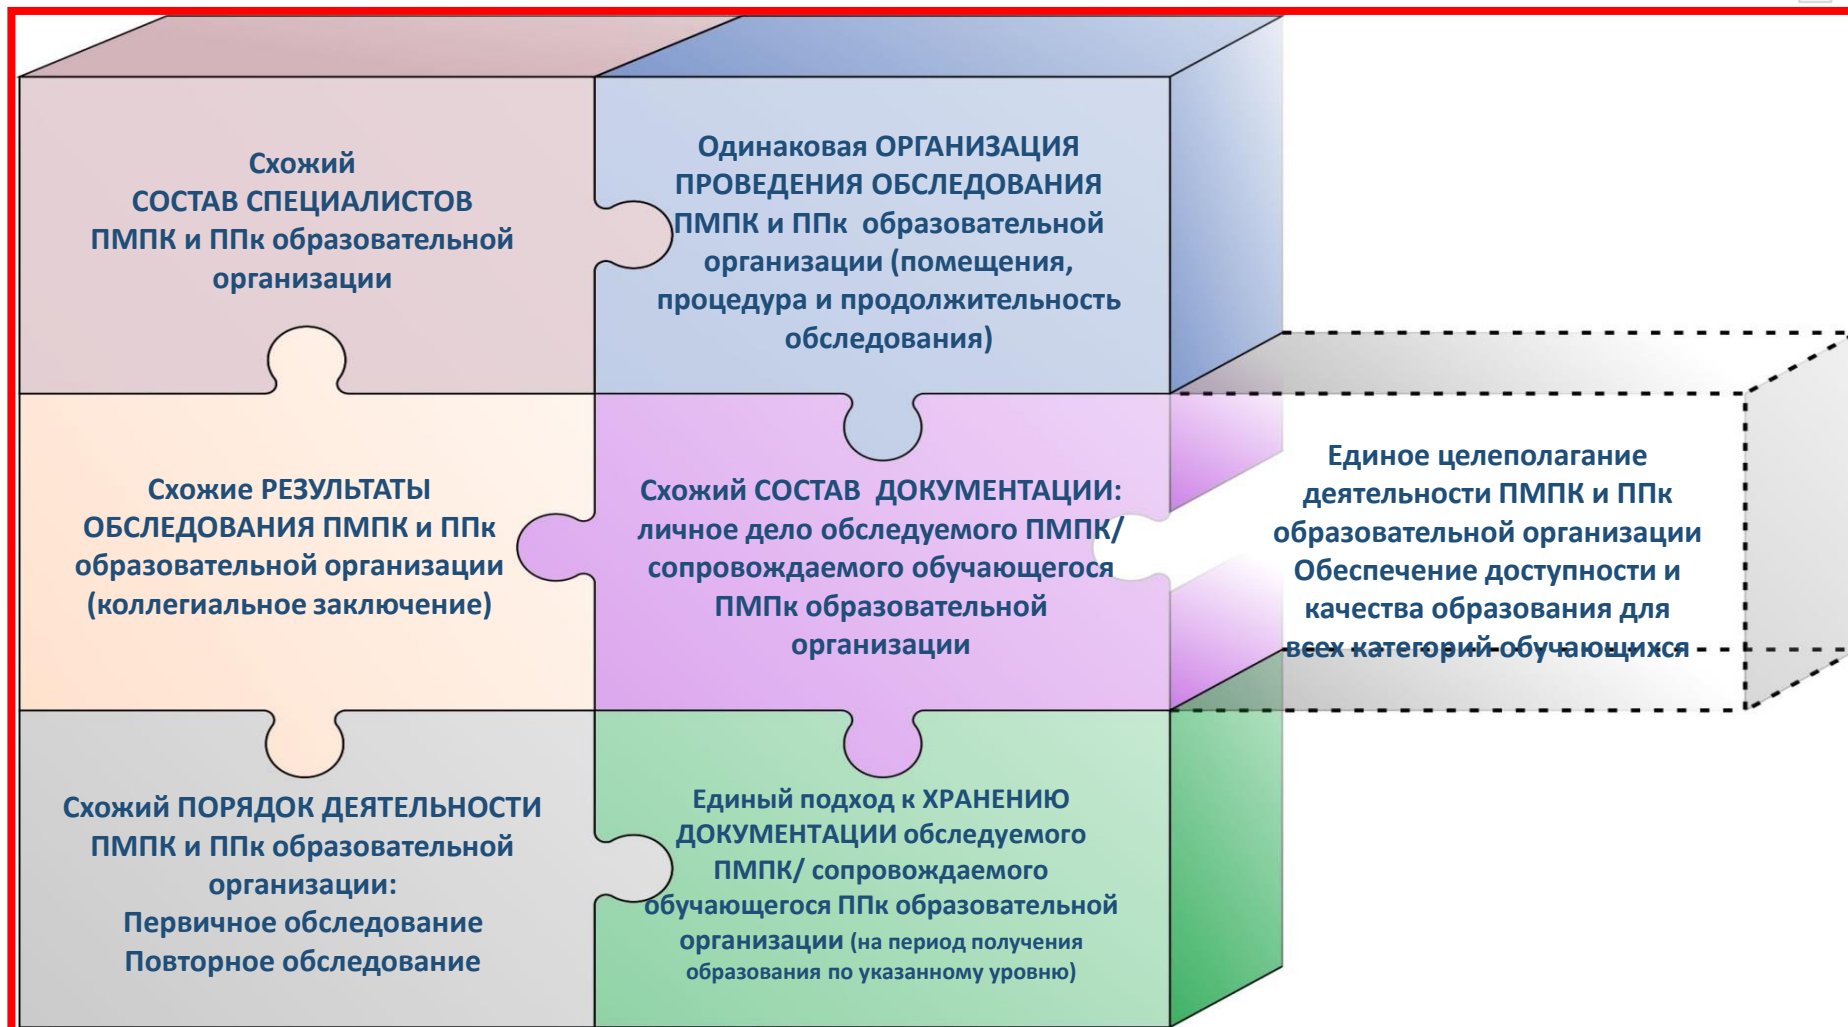 Схожий
СОСТАВ СПЕЦИАЛИСТОВ
ПМПК и ППк образовательной
организации
Одинаковая ОРГАНИЗАЦИЯ
ПРОВЕДЕНИЯ ОБСЛЕДОВАНИЯ
ПМПК и ППк образовательной
организации (помещения,
процедура и продолжительность
обследования)
Схожие РЕЗУЛЬТАТЫ
ОБСЛЕДОВАНИЯ ПМПК и ППк
образовательной организации
(коллегиальное заключение)
Схожий СОСТАВ ДОКУМЕНТАЦИИ:
личное дело обследуемого ПМПК/
сопровождаемого обучающегося
ПМПк образовательной
организации
Единое целеполагание
деятельности ПМПК и ППк
образовательной организации
Обеспечение доступности и
качества образования для
всех категорий обучающихся
Схожий ПОРЯДОК ДЕЯТЕЛЬНОСТИ
ПМПК и ППк образовательной
организации:
Первичное обследование
Повторное обследование
Единый подход к ХРАНЕНИЮ
ДОКУМЕНТАЦИИ обследуемого
ПМПК/ сопровождаемого
обучающегося ППк образовательной
организации (на период получения
образования по указанному уровню)